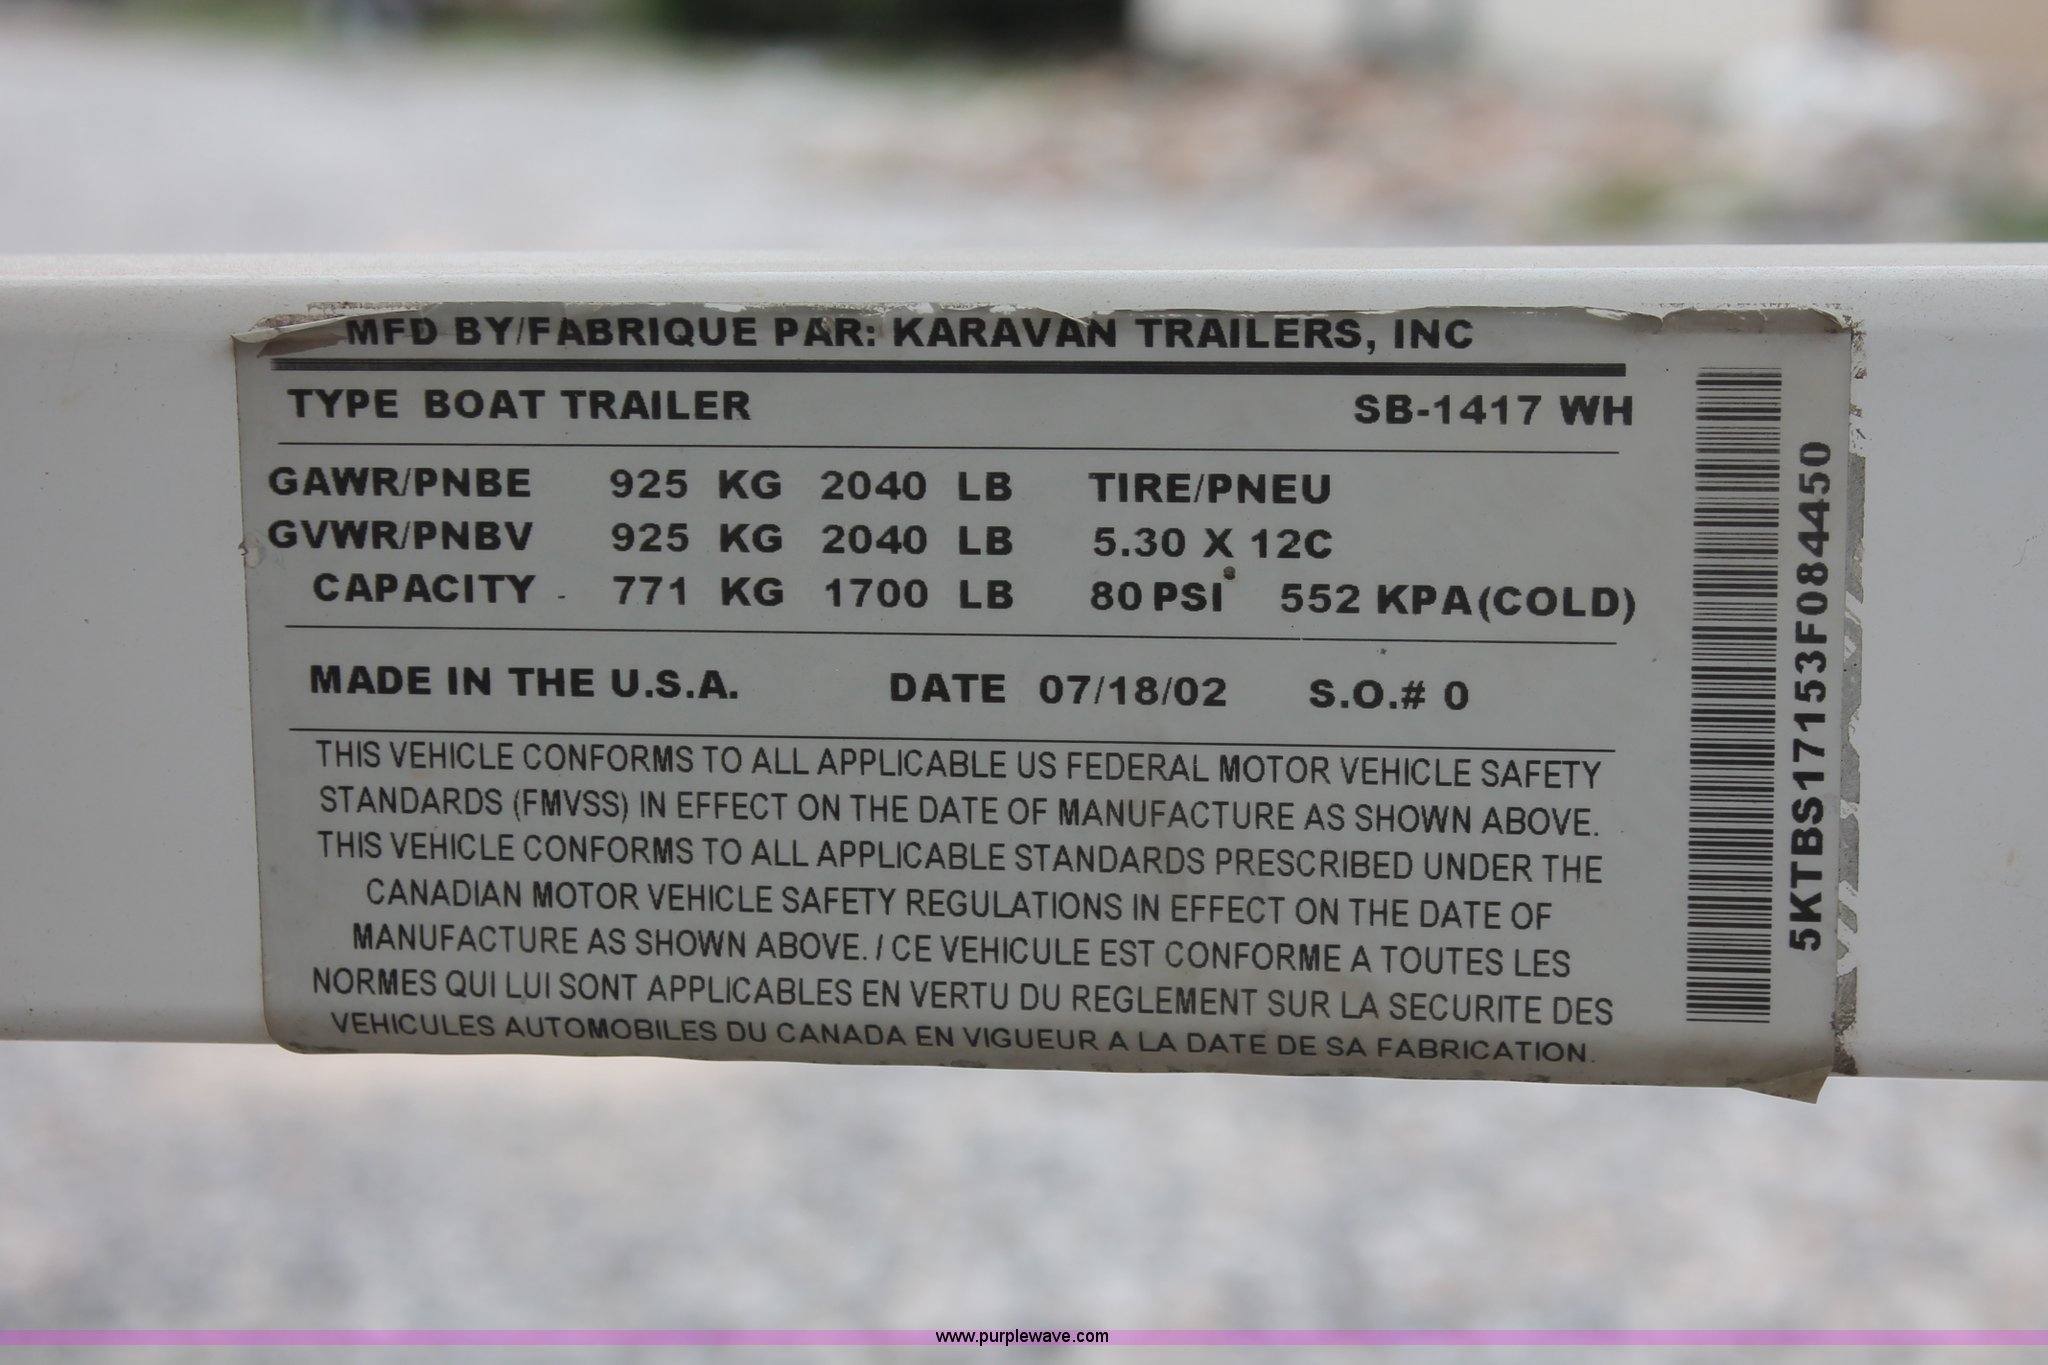 MFD BY/FABRIQUE PAR: KARAVAN TRAILERS, INC
TYPE BOAT TRAILER SB-1417 WH
GAWR/PNBE 925 KG 2040 LB TIRE/PNEU
GVWR/PNBV 925 KG 2040 LB 5.30 X 12C
CAPACITY 771 KG 1700 LB 80 PSI 552 KPA(COLD)
MADE IN THE U.S.A. DATE 07/18/02 S.O.# 0
THIS VEHICLE CONFORMS TO ALL APPLICABLE US FEDERAL MOTOR VEHICLE SAFETY
STANDARDS (FMVSS) IN EFFECT ON THE DATE OF MANUFACTURE AS SHOWN ABOVE.
THIS VEHICLE CONFORMS TO ALL APPLICABLE STANDARDS PRESCRIBED UNDER THE
CANADIAN MOTOR VEHICLE SAFETY REGULATIONS IN EFFECT ON THE DATE OF
MANUFACTURE AS SHOWN ABOVE. / CE VEHICULE EST CONFORME A TOUTES LES
NORMES QUI LUI SONT APPLICABLES EN VERTU DU REGLEMENT SUR LA SECURITE DES
VEHICULES AUTOMOBILES DU CANADA EN VIGUEUR A LA DATE DE SA FABRICATION.
5KTBS17153F084450
www.purplewave.com